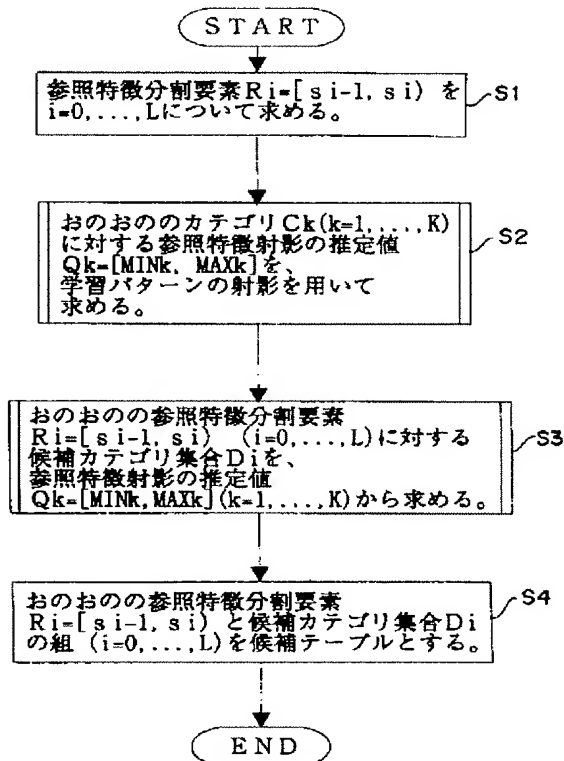 START
参照特徴分割要素Ri=[si-1, si) を
i=0,...,Lについて求める。
S1
おのおののカテゴリCk(k=1,...,K)
に対する参照特徴射影の推定値
Qk=[MINk, MAXk]を、
学習パターンの射影を用いて
求める。
S2
おのおのの参照特徴分割要素
Ri=[si-1, si) (i=0,...,L)に対する
候補カテゴリ集合Diを、
参照特徴射影の推定値
Qk=[MINk,MAXk](k=1,...,K)から求める。
S3
おのおのの参照特徴分割要素
Ri=[si-1, si) と候補カテゴリ集合Di
の組 (i=0,...,L)を候補テーブルとする。
S4
END